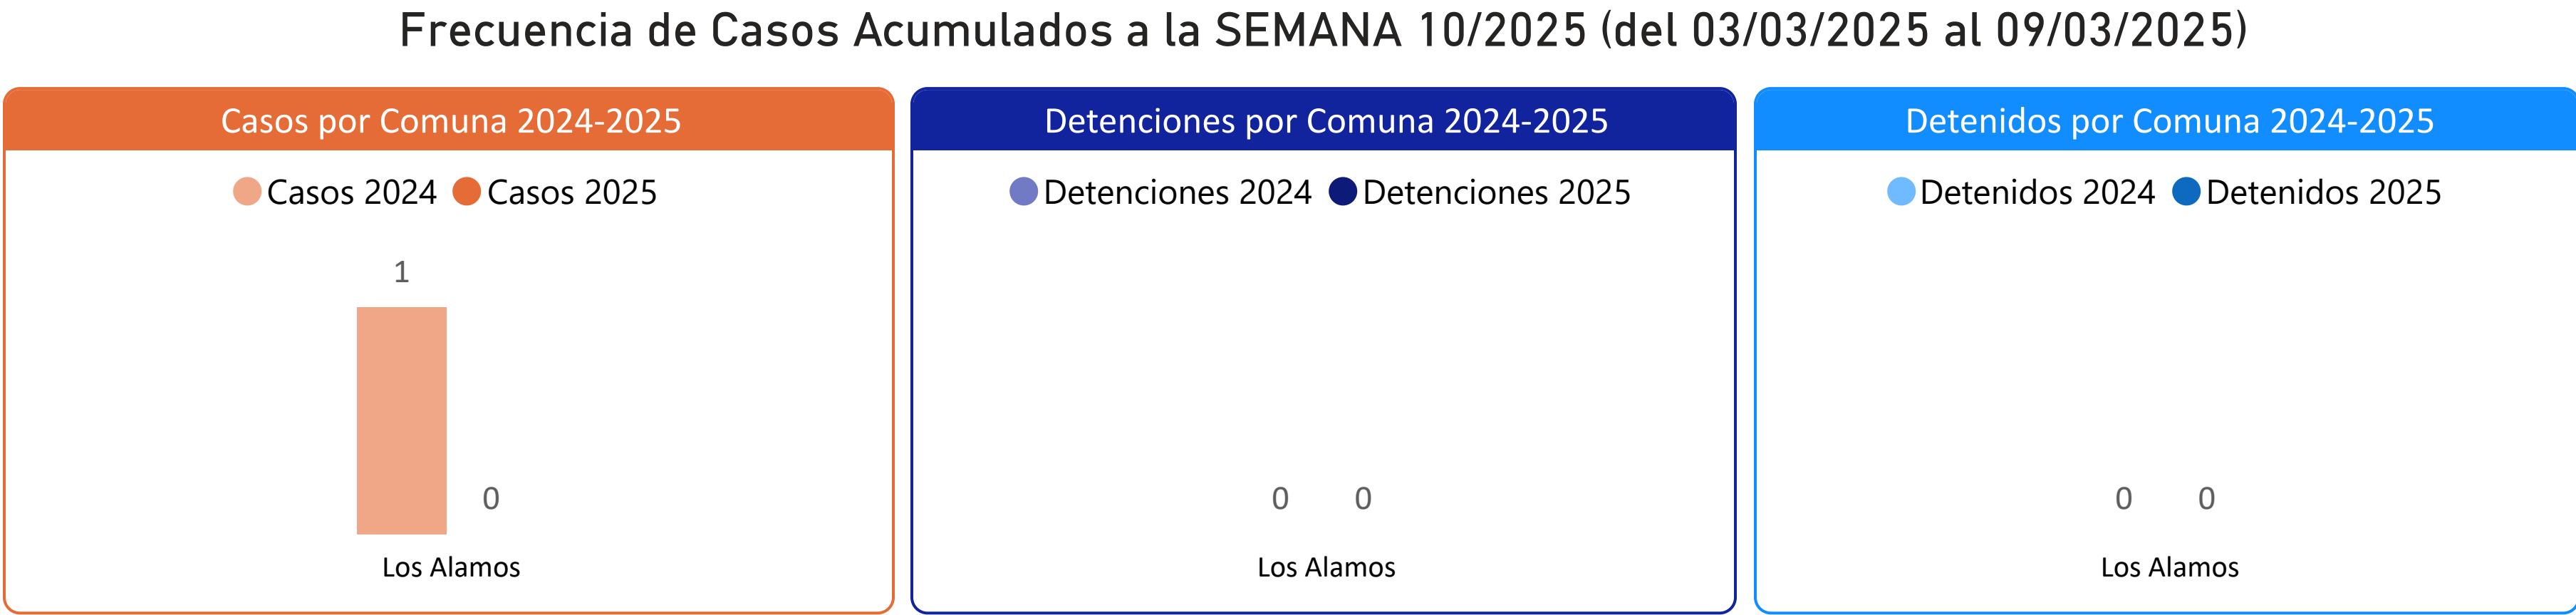 Frecuencia de Casos Acumulados a la SEMANA 10/2025 (del 03/03/2025 al 09/03/2025)
Casos por Comuna 2024-2025
Casos 2024 Casos 2025
1
0
Los Alamos
Detenciones por Comuna 2024-2025
Detenciones 2024 Detenciones 2025
0 0
Los Alamos
Detenidos por Comuna 2024-2025
Detenidos 2024 Detenidos 2025
0 0
Los Alamos